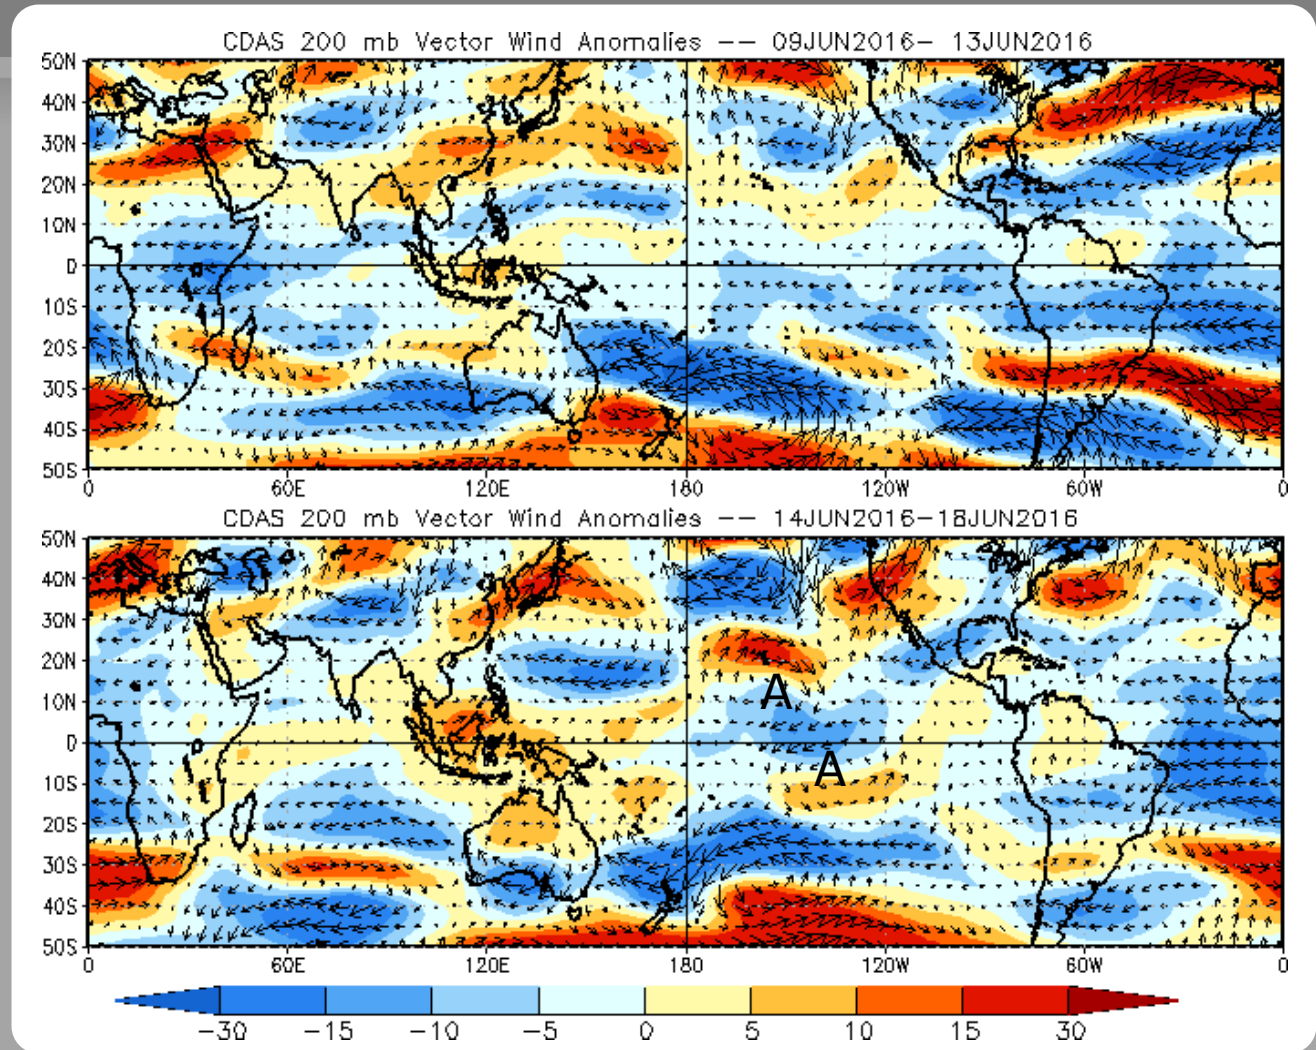 CDAS 200 mb Vector Wind Anomalies -- 09JUN2016- 13JUN2016
50N
40N
30N
20N
10N
0
10S
20S
30S
40S
50S
0 60E 120E 180 120W 60W 0
CDAS 200 mb Vector Wind Anomalies -- 14JUN2016-18JUN2016
50N
40N
30N
20N
10N
0
10S
20S
30S
40S
50S
A
A
0 60E 120E 180 120W 60W 0
-30 -15 -10 -5 0 5 10 15 30